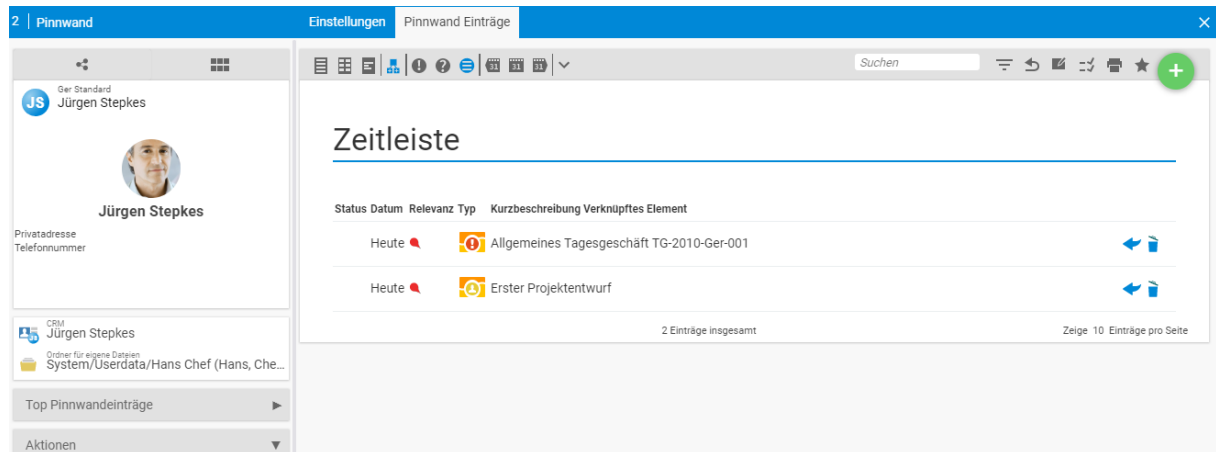 2 Pinnwand
Einstellungen Pinnwand Einträge
31 31 31
Suchen
JS
Ger Standard
Jürgen Stepkes
Jürgen Stepkes
Privatadresse
Telefonnummer
CRM
Jürgen Stepkes
Ordner für eigene Dateien
System/Userdata/Hans Chef (Hans, Che...
Top Pinnwandeinträge
Aktionen
Zeitleiste
Status Datum Relevanz Typ Kurzbeschreibung Verknüpftes Element
Heute Allgemeines Tagesgeschäft TG-2010-Ger-001
Heute Erster Projektentwurf
2 Einträge insgesamt
Zeige 10 Einträge pro Seite